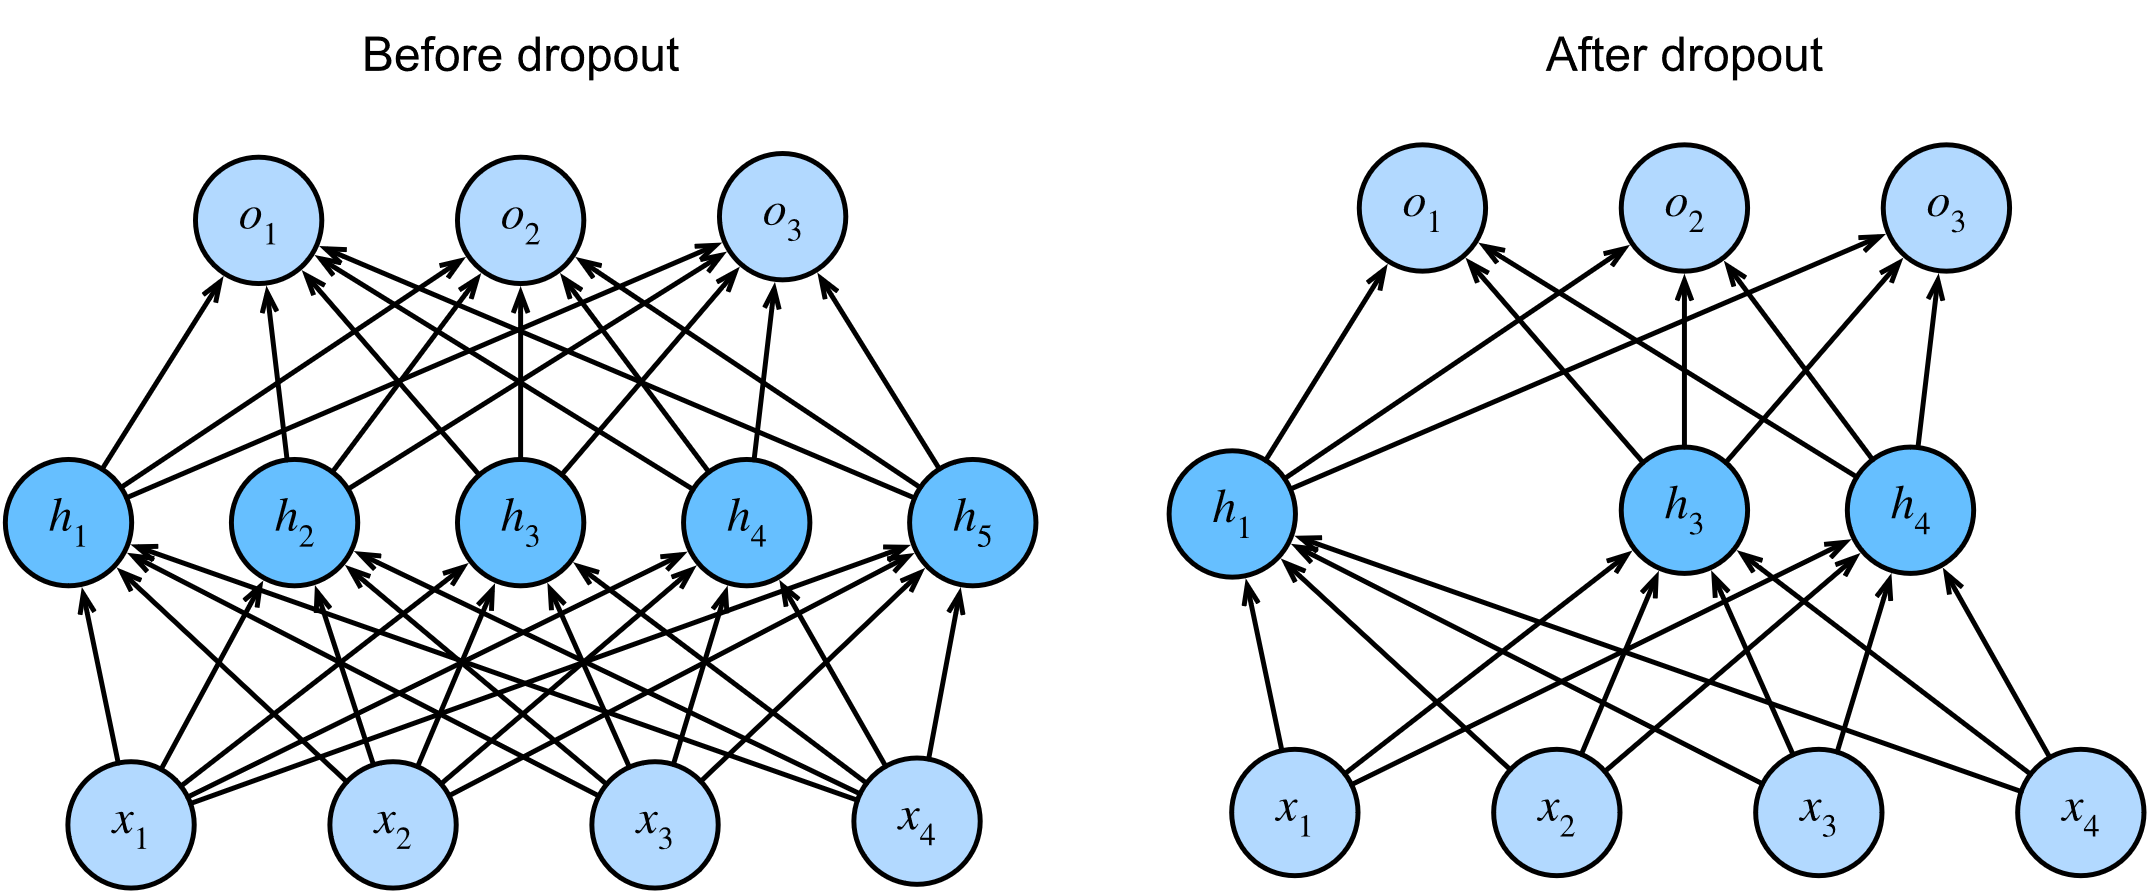 Before dropout
o₁ o₂ o₃
h₁ h₂ h₃ h₄ h₅
x₁ x₂ x₃ x₄
After dropout
o₁ o₂ o₃
h₁ h₃ h₄
x₁ x₂ x₃ x₄